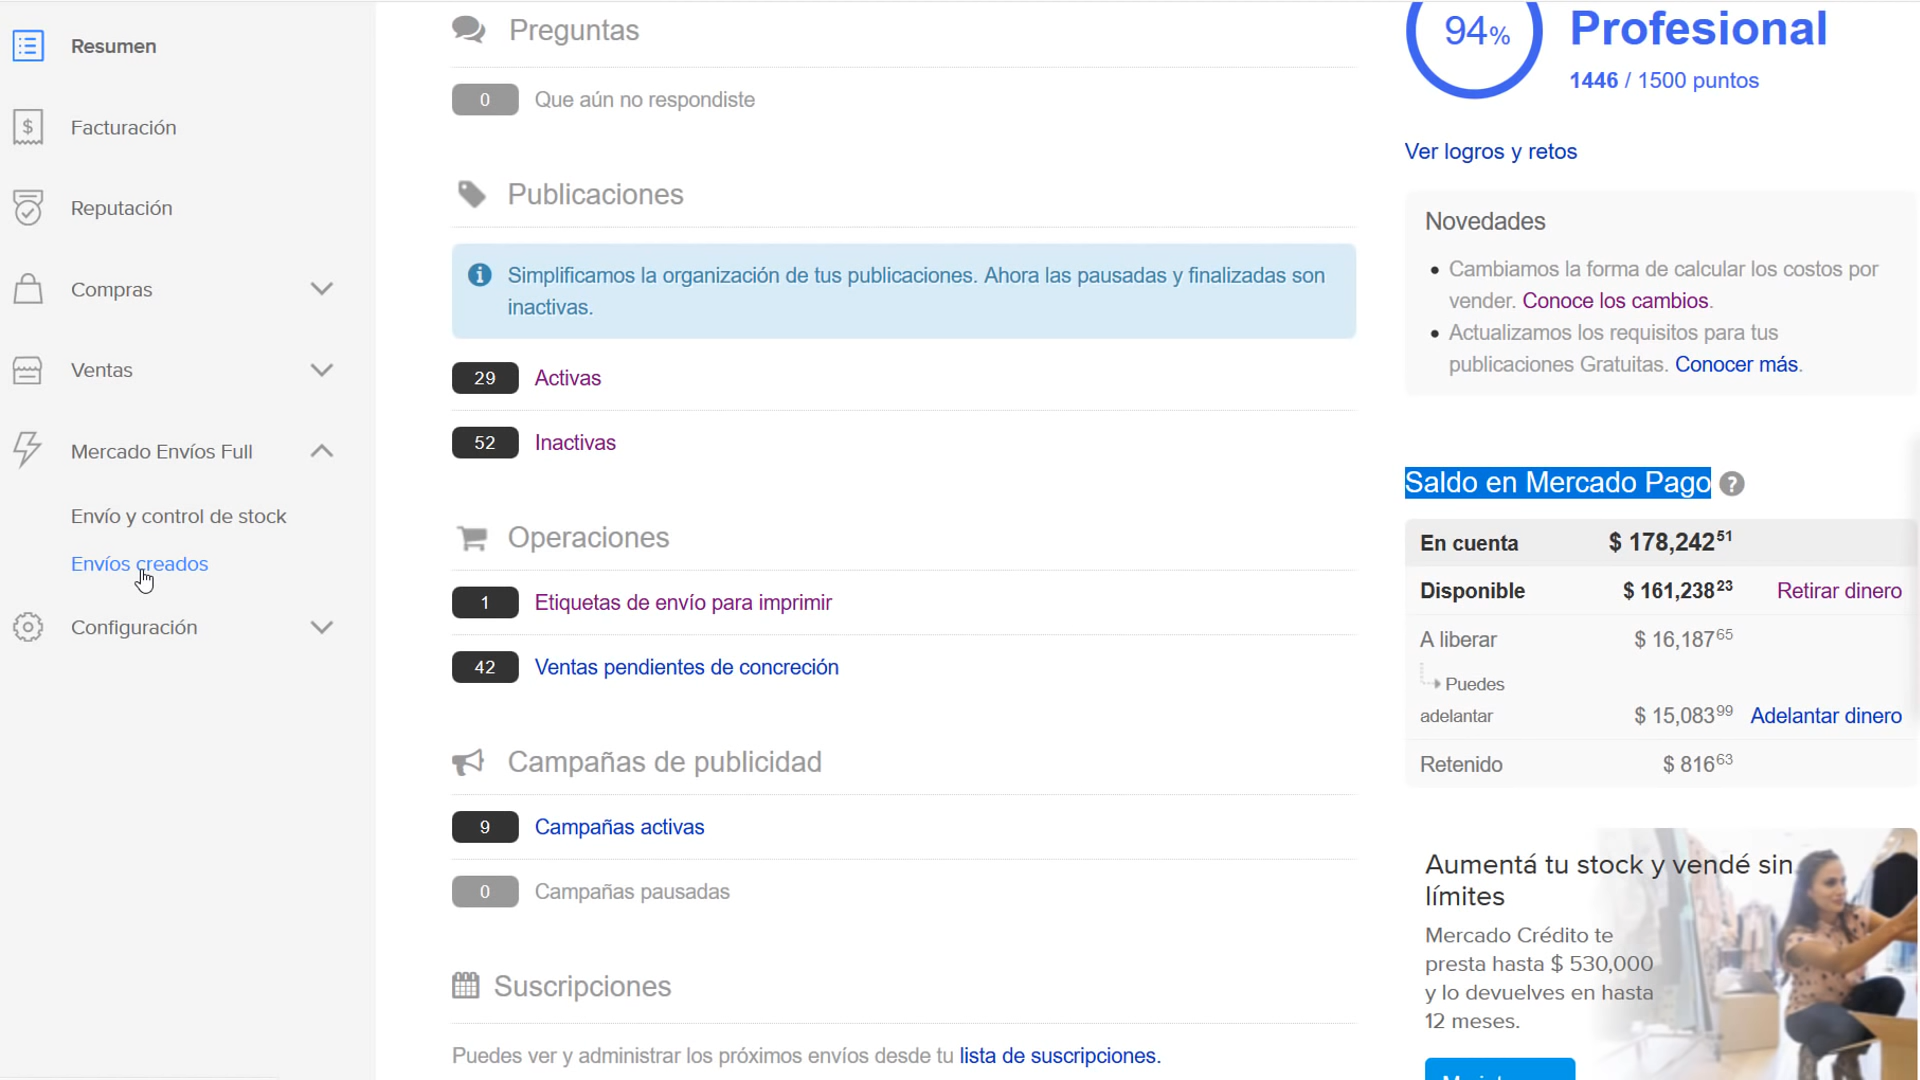 Resumen
Facturación
Reputación
Compras
Ventas
Mercado Envíos Full
Envío y control de stock
Envíos creados
Configuración
Preguntas
0 Que aún no respondiste
Publicaciones
Simplificamos la organización de tus publicaciones. Ahora las pausadas y finalizadas son
inactivas.
29 Activas
52 Inactivas
Operaciones
1 Etiquetas de envío para imprimir
42 Ventas pendientes de concreción
Campañas de publicidad
9 Campañas activas
0 Campañas pausadas
Suscripciones
Puedes ver y administrar los próximos envíos desde tu lista de suscripciones.
94% Profesional
1446 / 1500 puntos
Ver logros y retos
Novedades
• Cambiamos la forma de calcular los costos por
vender. Conoce los cambios.
• Actualizamos los requisitos para tus
publicaciones Gratuitas. Conocer más.
Saldo en Mercado Pago ?
En cuenta $ 178,242 51
Disponible $ 161,238 23 Retirar dinero
A liberar $ 16,187 65
Puedes
adelantar $ 15,083 99 Adelantar dinero
Retenido $ 816 63
Aumentá tu stock y vendé sin
límites
Mercado Crédito te
presta hasta $ 530,000
y lo devuelves en hasta
12 meses.